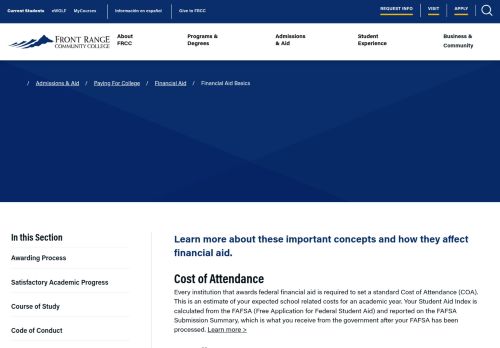 Current Students eWOLF MyCourses Información en español Give to FRCC REQUEST INFO VISIT APPLY
FRONT RANGE
COMMUNITY COLLEGE
About
FRCC
Programs &
Degrees
Admissions
& Aid
Student
Experience
Business &
Community
/ Admissions & Aid / Paying For College / Financial Aid / Financial Aid Basics
In this Section
Awarding Process
Satisfactory Academic Progress
Course of Study
Code of Conduct
Learn more about these important concepts and how they affect
financial aid.
Cost of Attendance
Every institution that awards federal financial aid is required to set a standard Cost of Attendance (COA).
This is an estimate of your expected school related costs for an academic year. Your Student Aid Index is
calculated from the FAFSA (Free Application for Federal Student Aid) and reported on the FAFSA
Submission Summary, which is what you receive from the government after your FAFSA has been
processed. Learn more >